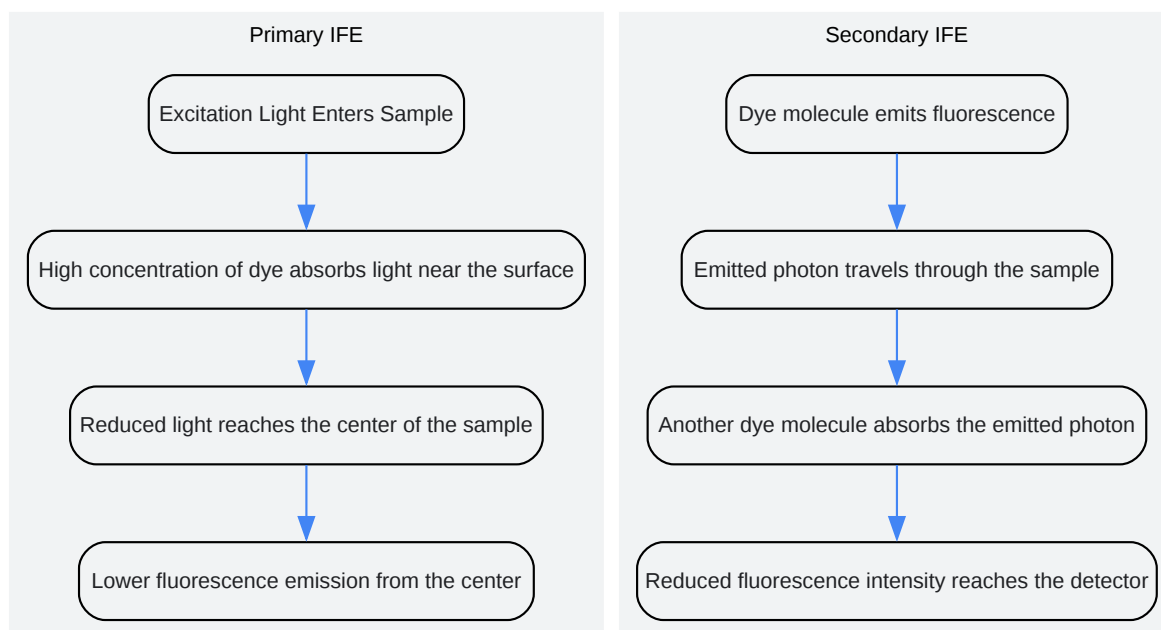 Primary IFE
Excitation Light Enters Sample
High concentration of dye absorbs light near the surface
Reduced light reaches the center of the sample
Lower fluorescence emission from the center
Secondary IFE
Dye molecule emits fluorescence
Emitted photon travels through the sample
Another dye molecule absorbs the emitted photon
Reduced fluorescence intensity reaches the detector